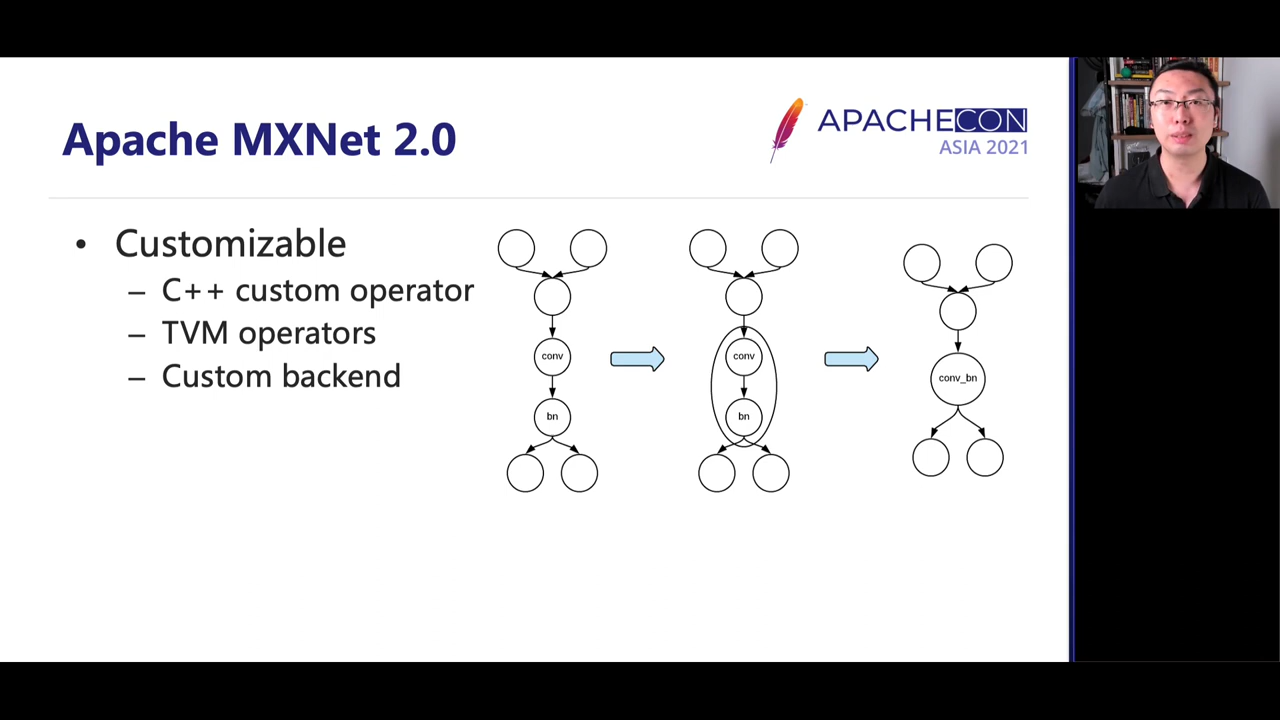 Apache MXNet 2.0
APACHECON
ASIA 2021
• Customizable
– C++ custom operator
– TVM operators
– Custom backend
conv
bn
conv
bn
conv_bn